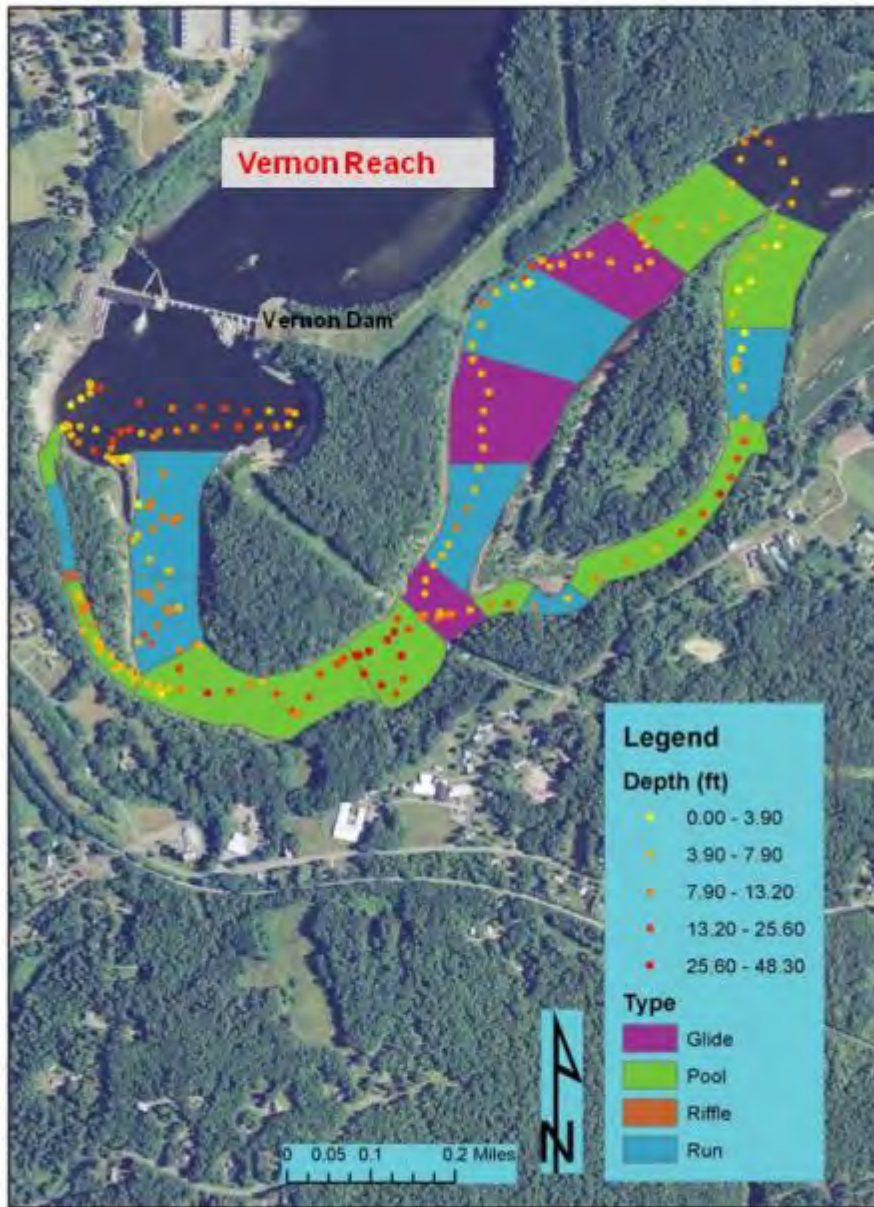 Vernon Reach
Vernon Dam
Legend
Depth (ft)
0.00 - 3.90
3.90 - 7.90
7.90 - 13.20
13.20 - 25.60
25.60 - 48.30
Type
Glide
Pool
Riffle
Run
0 0.05 0.1 0.2 Miles
N